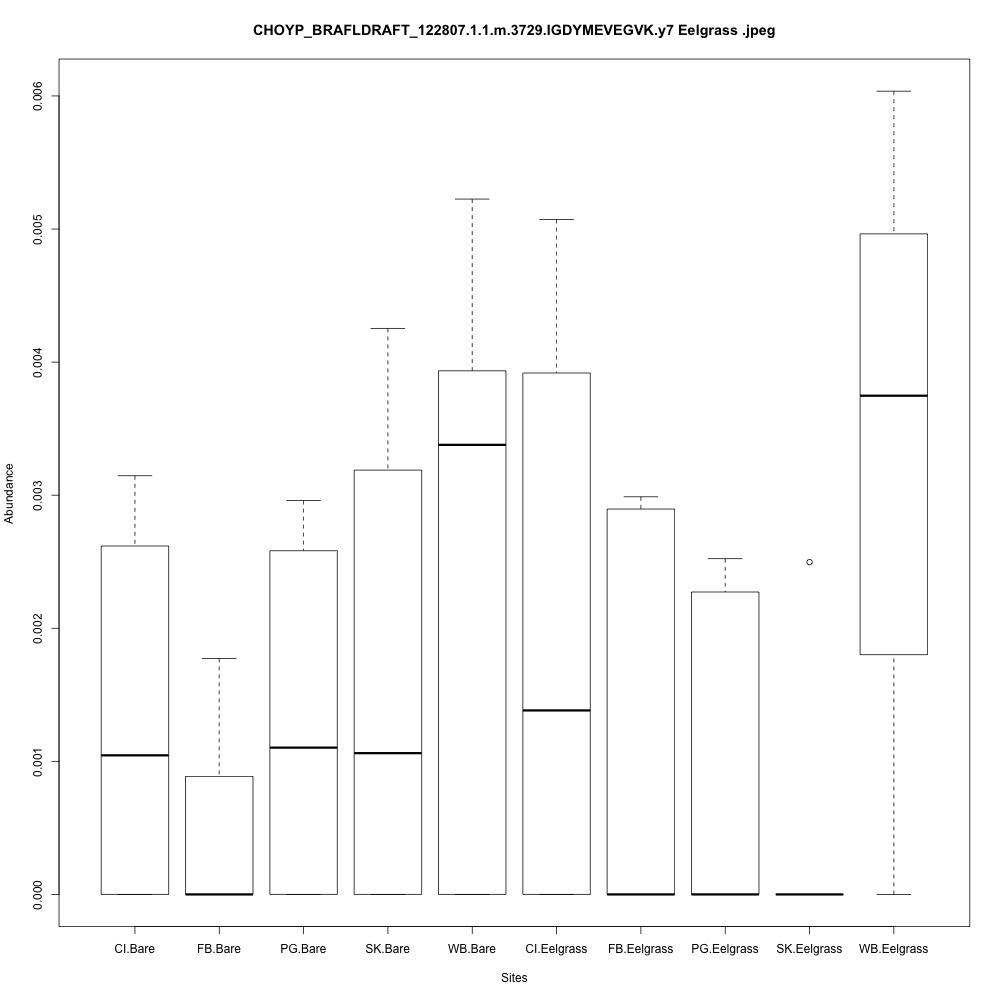 CHOYP_BRAFLDRAFT_122807.1.1.m.3729.IGDYMEVEGVK.y7 Eelgrass .jpeg
Abundance
0.006
0.005
0.004
0.003
0.002
0.001
0.000
CI.Bare FB.Bare PG.Bare SK.Bare WB.Bare CI.Eelgrass FB.Eelgrass PG.Eelgrass SK.Eelgrass WB.Eelgrass
Sites